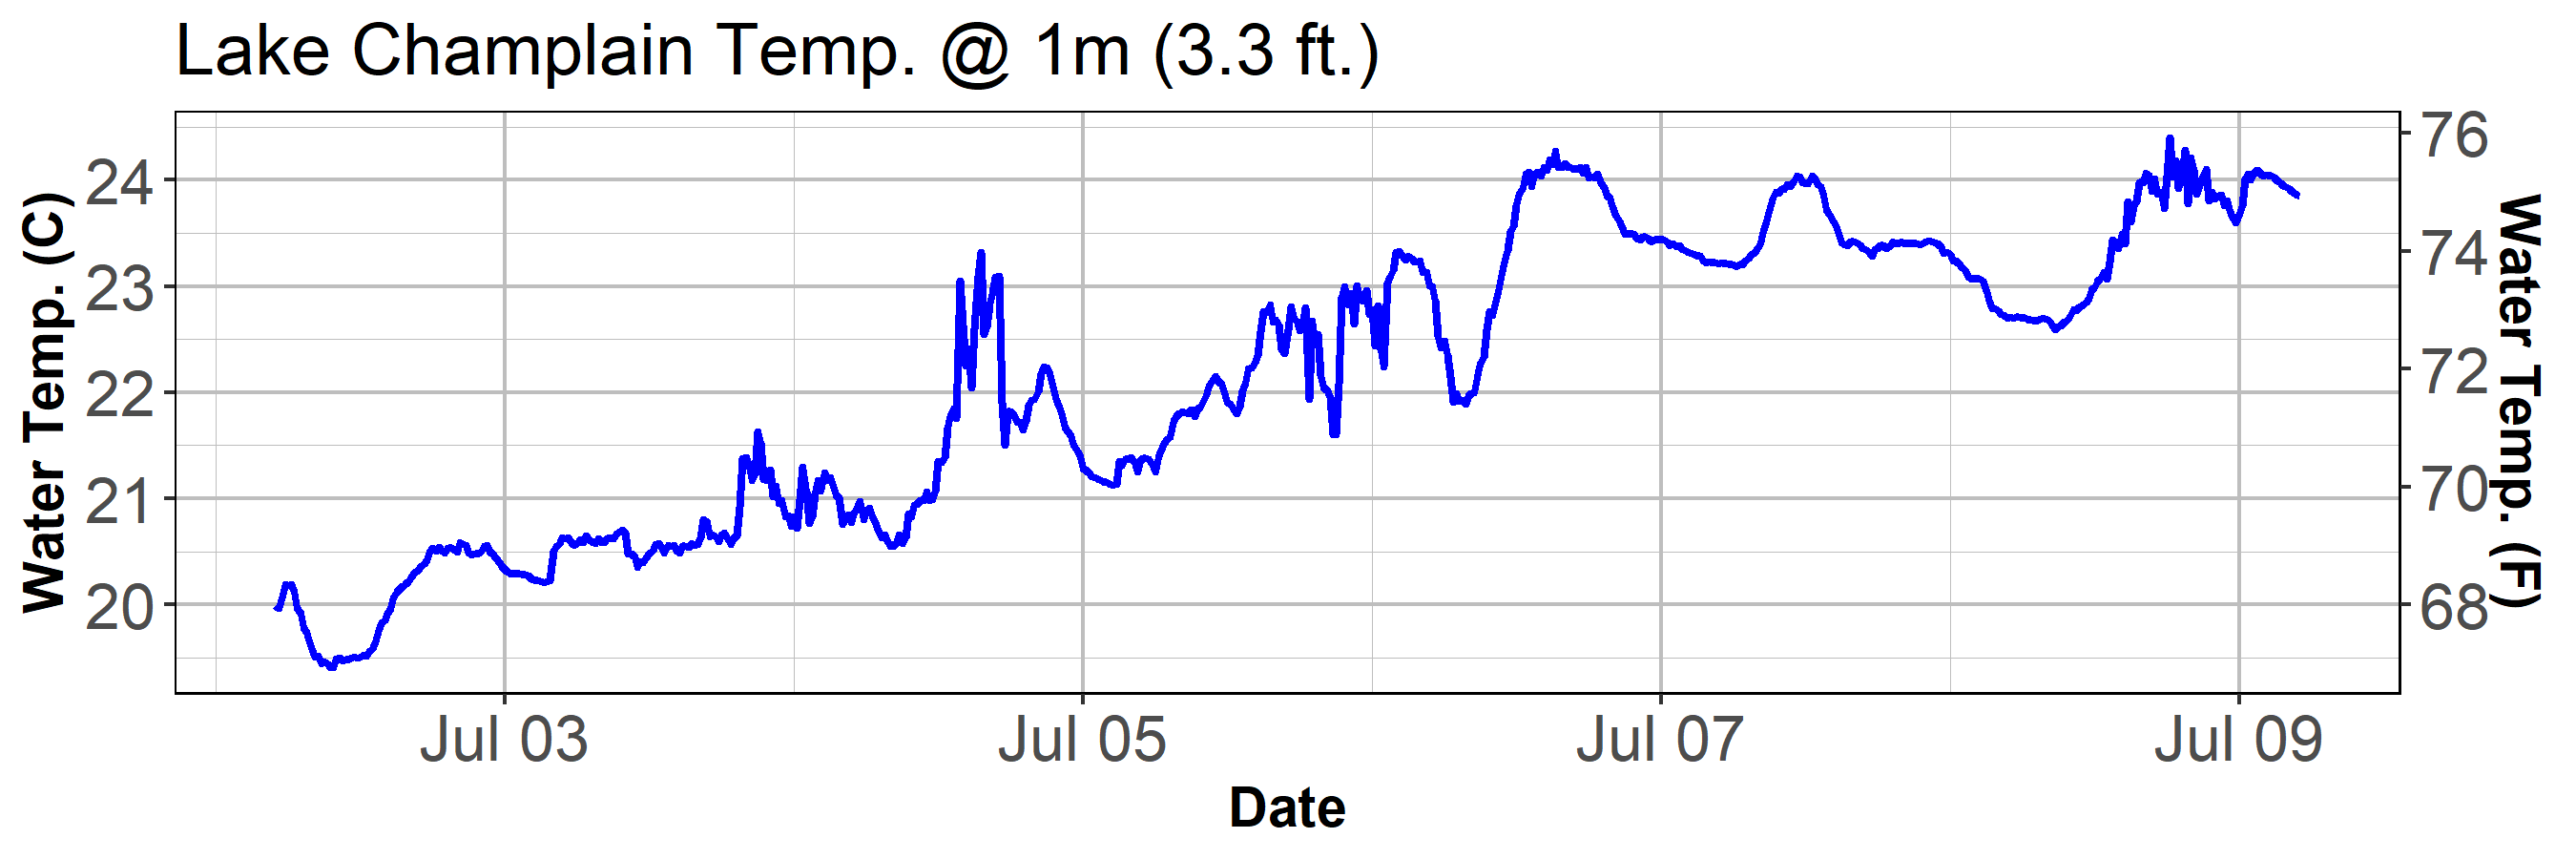 Lake Champlain Temp. @ 1m (3.3 ft.)
Water Temp. (C)
24
23
22
21
20
76
74
72
70
68
Water Temp. (F)
Jul 03 Jul 05 Jul 07 Jul 09
Date